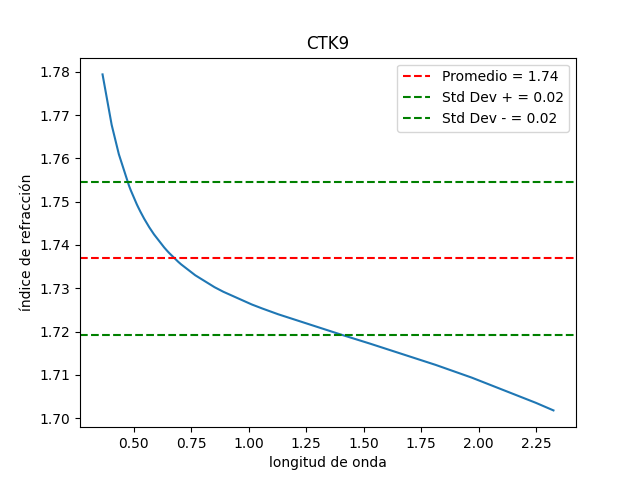 CTK9
Promedio = 1.74
Std Dev + = 0.02
Std Dev - = 0.02
índice de refracción
1.78
1.77
1.76
1.75
1.74
1.73
1.72
1.71
1.70
0.50 0.75 1.00 1.25 1.50 1.75 2.00 2.25
longitud de onda